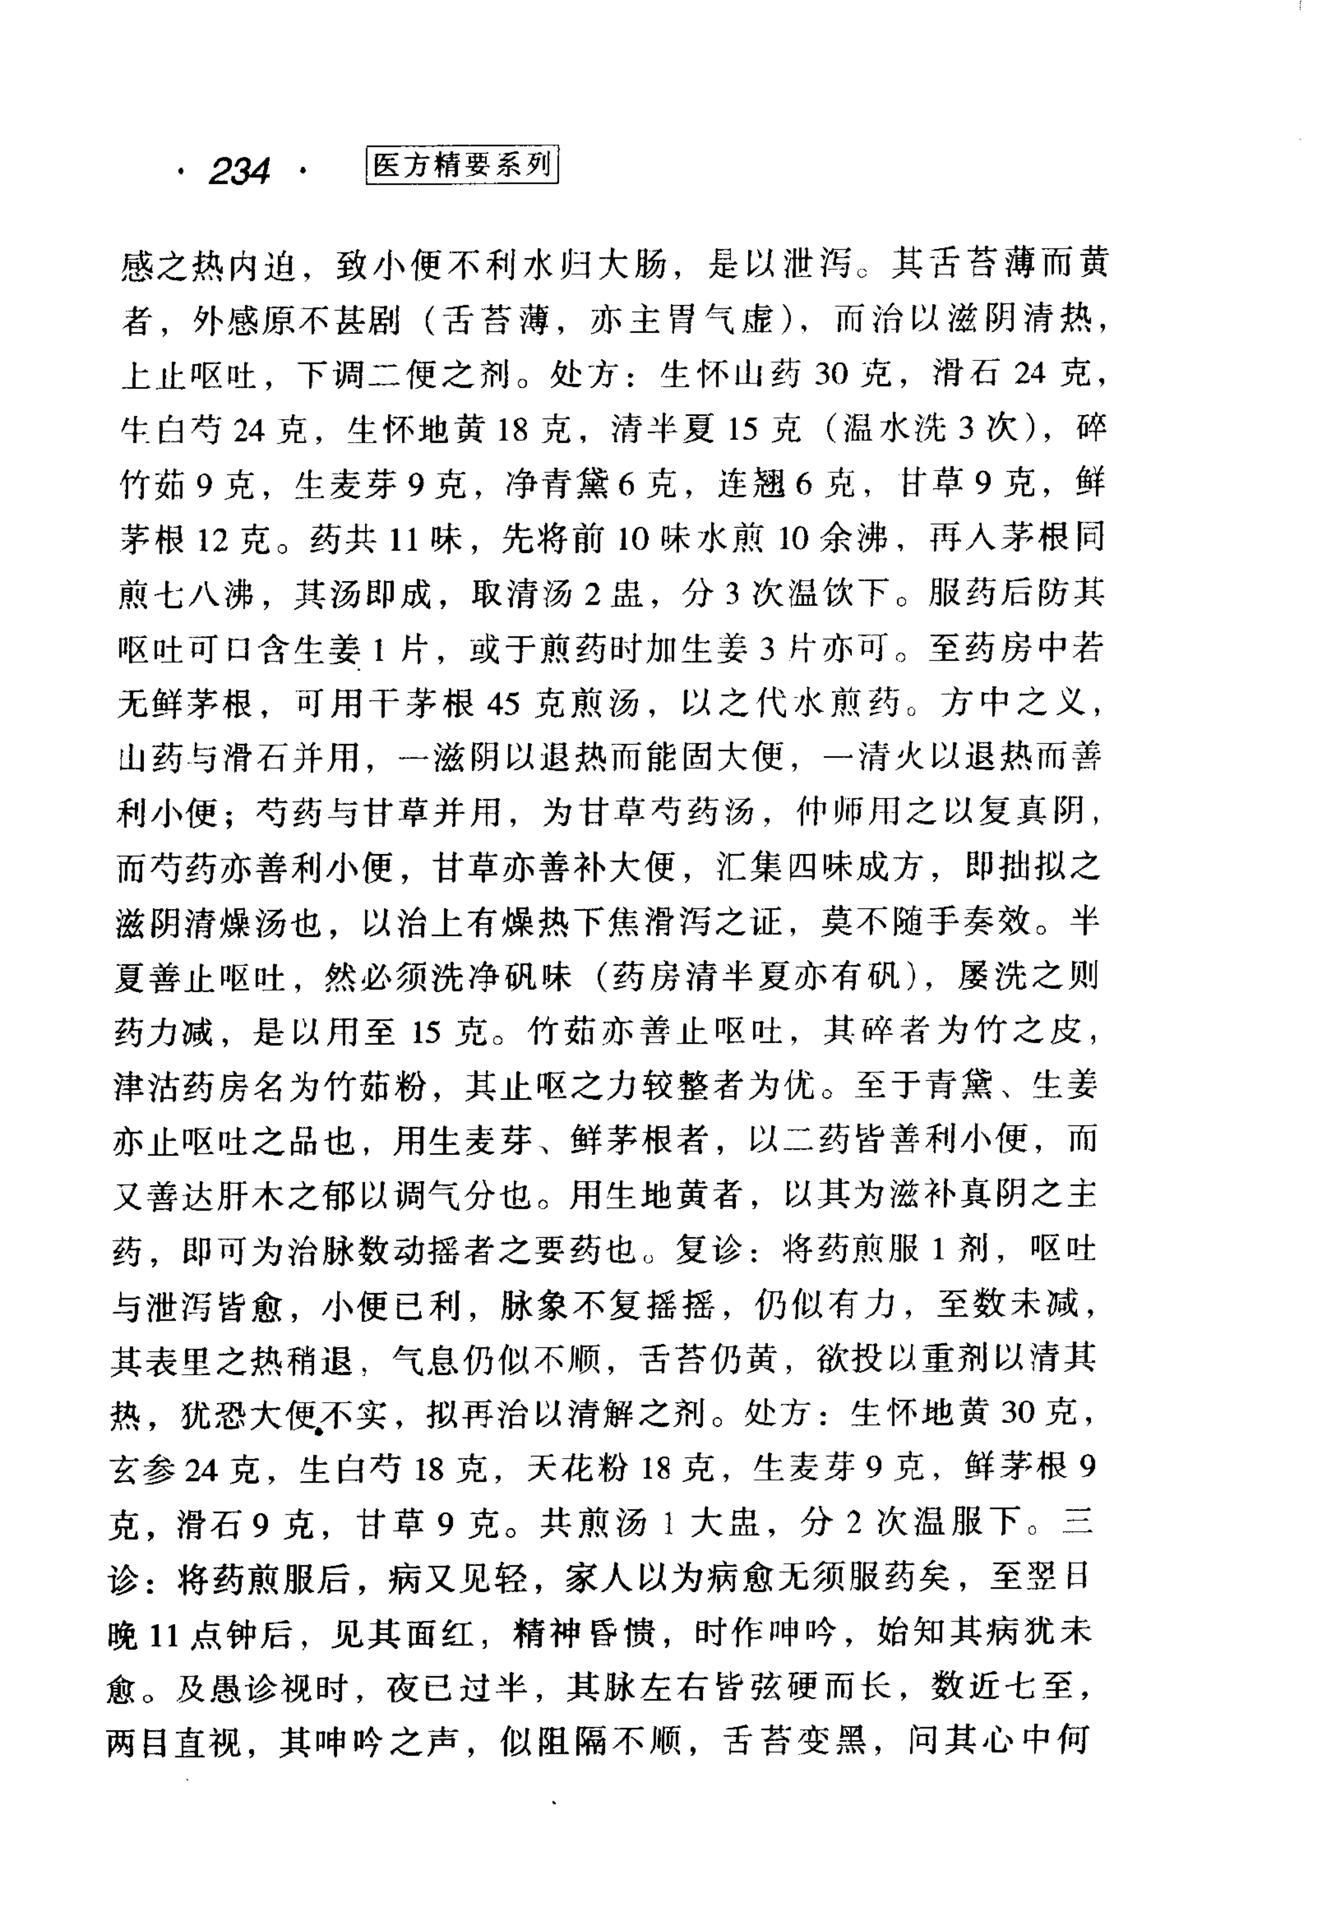 · 234 · 医方精要系列
感之热内迫，致小便不利水归大肠，是以泄泻。其舌苔薄而黄
者，外感原不甚剧（舌苔薄，亦主胃气虚），而治以滋阴清热，
上止呕吐，下调二便之剂。处方：生怀山药 30 克，滑石 24 克，
生白芍 24 克，生怀地黄 18 克，清半夏 15 克（温水洗 3 次），碎
竹茹 9 克，生麦芽 9 克，净青黛 6 克，连翘 6 克，甘草 9 克，鲜
茅根 12 克。药共 11 味，先将前 10 味水煎 10 余沸，再入茅根同
煎七八沸，其汤即成，取清汤 2 盅，分 3 次温饮下。服药后防其
呕吐可口含生姜 1 片，或于煎药时加生姜 3 片亦可。至药房中若
无鲜茅根，可用干茅根 45 克煎汤，以之代水煎药。方中之义，
山药与滑石并用，一滋阴以退热而能固大便，一清火以退热而善
利小便；芍药与甘草并用，为甘草芍药汤，仲师用之以复真阴，
而芍药亦善利小便，甘草亦善补大便，汇集四味成方，即拙拟之
滋阴清燥汤也，以治上有燥热下焦滑泻之证，莫不随手奏效。半
夏善止呕吐，然必须洗净矾味（药房清半夏亦有矾），屡洗之则
药力减，是以用至 15 克。竹茹亦善止呕吐，其碎者为竹之皮，
津沽药房名为竹茹粉，其止呕之力较整者为优。至于青黛、生姜
亦止呕吐之品也，用生麦芽、鲜茅根者，以二药皆善利小便，而
又善达肝木之郁以调气分也。用生地黄者，以其为滋补真阴之主
药，即可为治脉数动摇者之要药也。复诊：将药煎服 1 剂，呕吐
与泄泻皆愈，小便已利，脉象不复摇摇，仍似有力，至数未减，
其表里之热稍退，气息仍似不顺，舌苔仍黄，欲投以重剂以清其
热，犹恐大便不实，拟再治以清解之剂。处方：生怀地黄 30 克，
玄参 24 克，生白芍 18 克，天花粉 18 克，生麦芽 9 克，鲜茅根 9
克，滑石 9 克，甘草 9 克。共煎汤 1 大盅，分 2 次温服下。三
诊：将药煎服后，病又见轻，家人以为病愈无须服药矣，至翌日
晚 11 点钟后，见其面红，精神昏愦，时作呻吟，始知其病犹未
愈。及愚诊视时，夜已过半，其脉左右皆弦硬而长，数近七至，
两目直视，其呻吟之声，似阻隔不顺，舌苔变黑，问其心中何